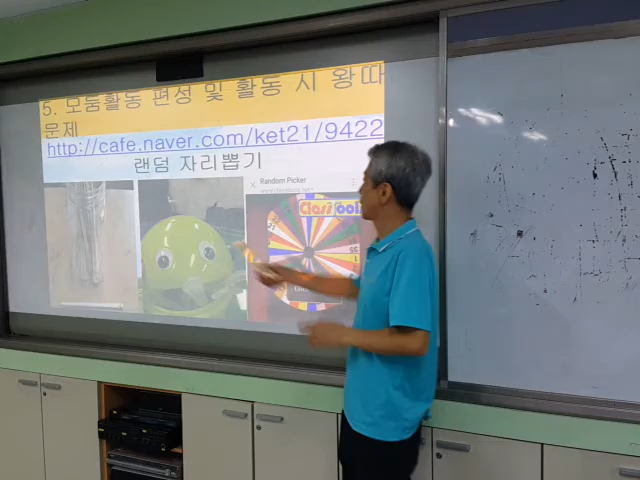 5. 모둠활동 편성 및 활동 시 왕따
문제
http://cafe.naver.com/ket21/9422
랜덤 자리뽑기
Random Picker
ClassTools